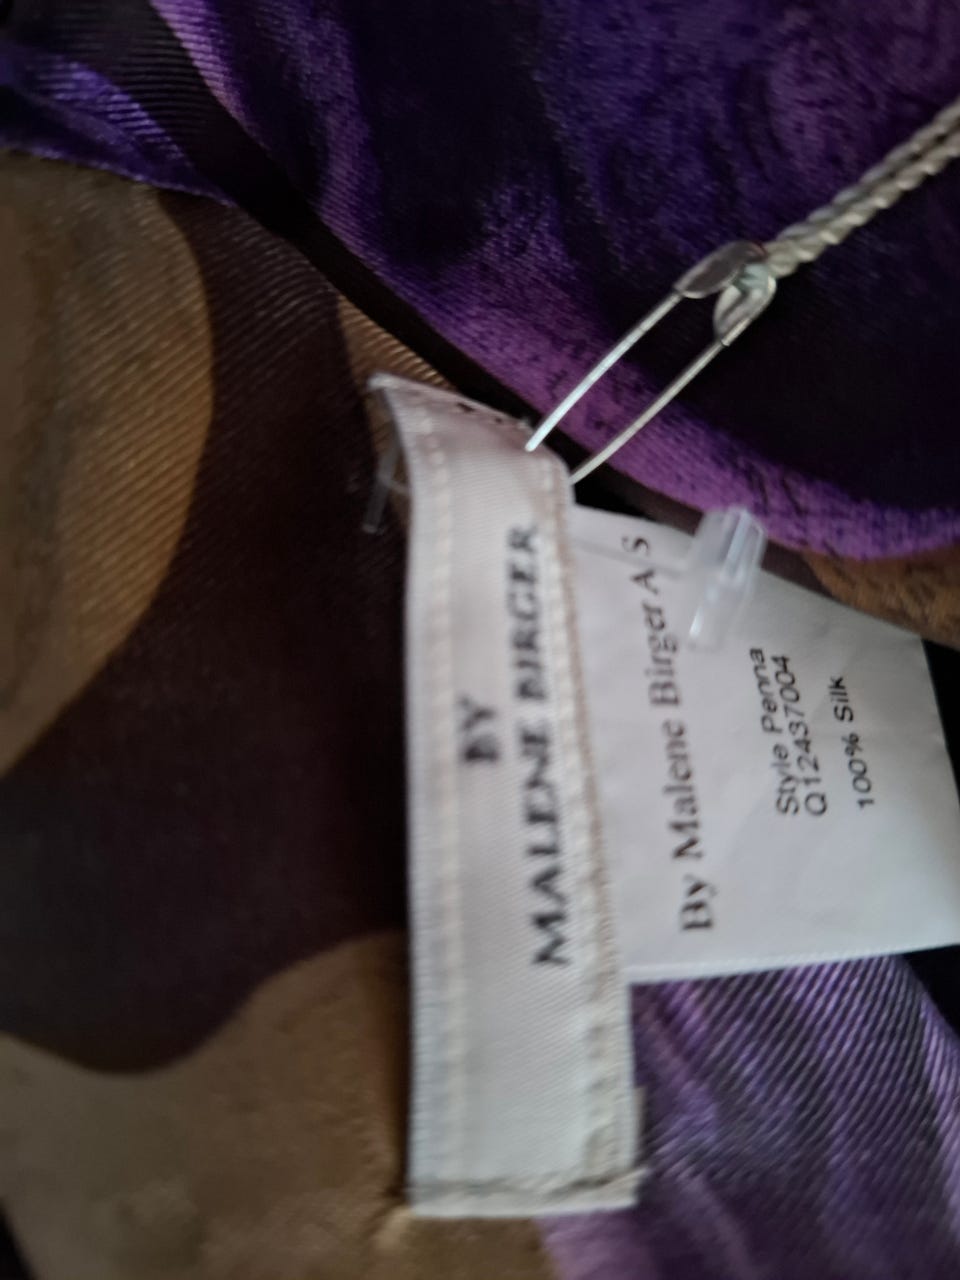 BY
MALENE BIRGER
By Malene Birger A S
Style Penna
Q12437004
100% Silk